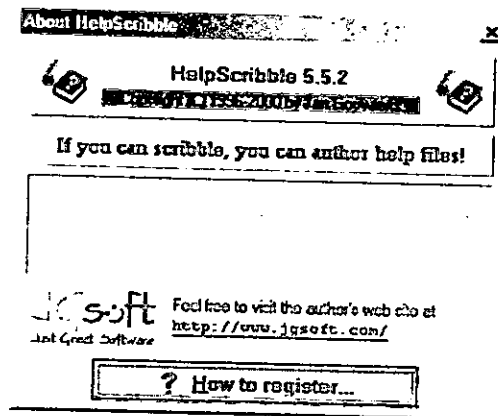 About HelpScribble
HelpScribble 5.5.2
If you can scribble, you can author help files!
JGsoft
Just Great Software
Feel free to visit the author's web site at
http://www.jgsoft.com/
? How to register...